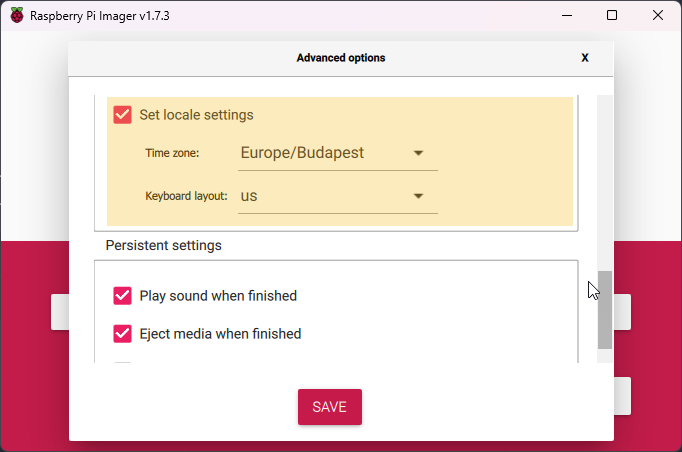 Raspberry Pi Imager v1.7.3
Advanced options
X
Set locale settings
Time zone: Europe/Budapest
Keyboard layout: us
Persistent settings
Play sound when finished
Eject media when finished
SAVE